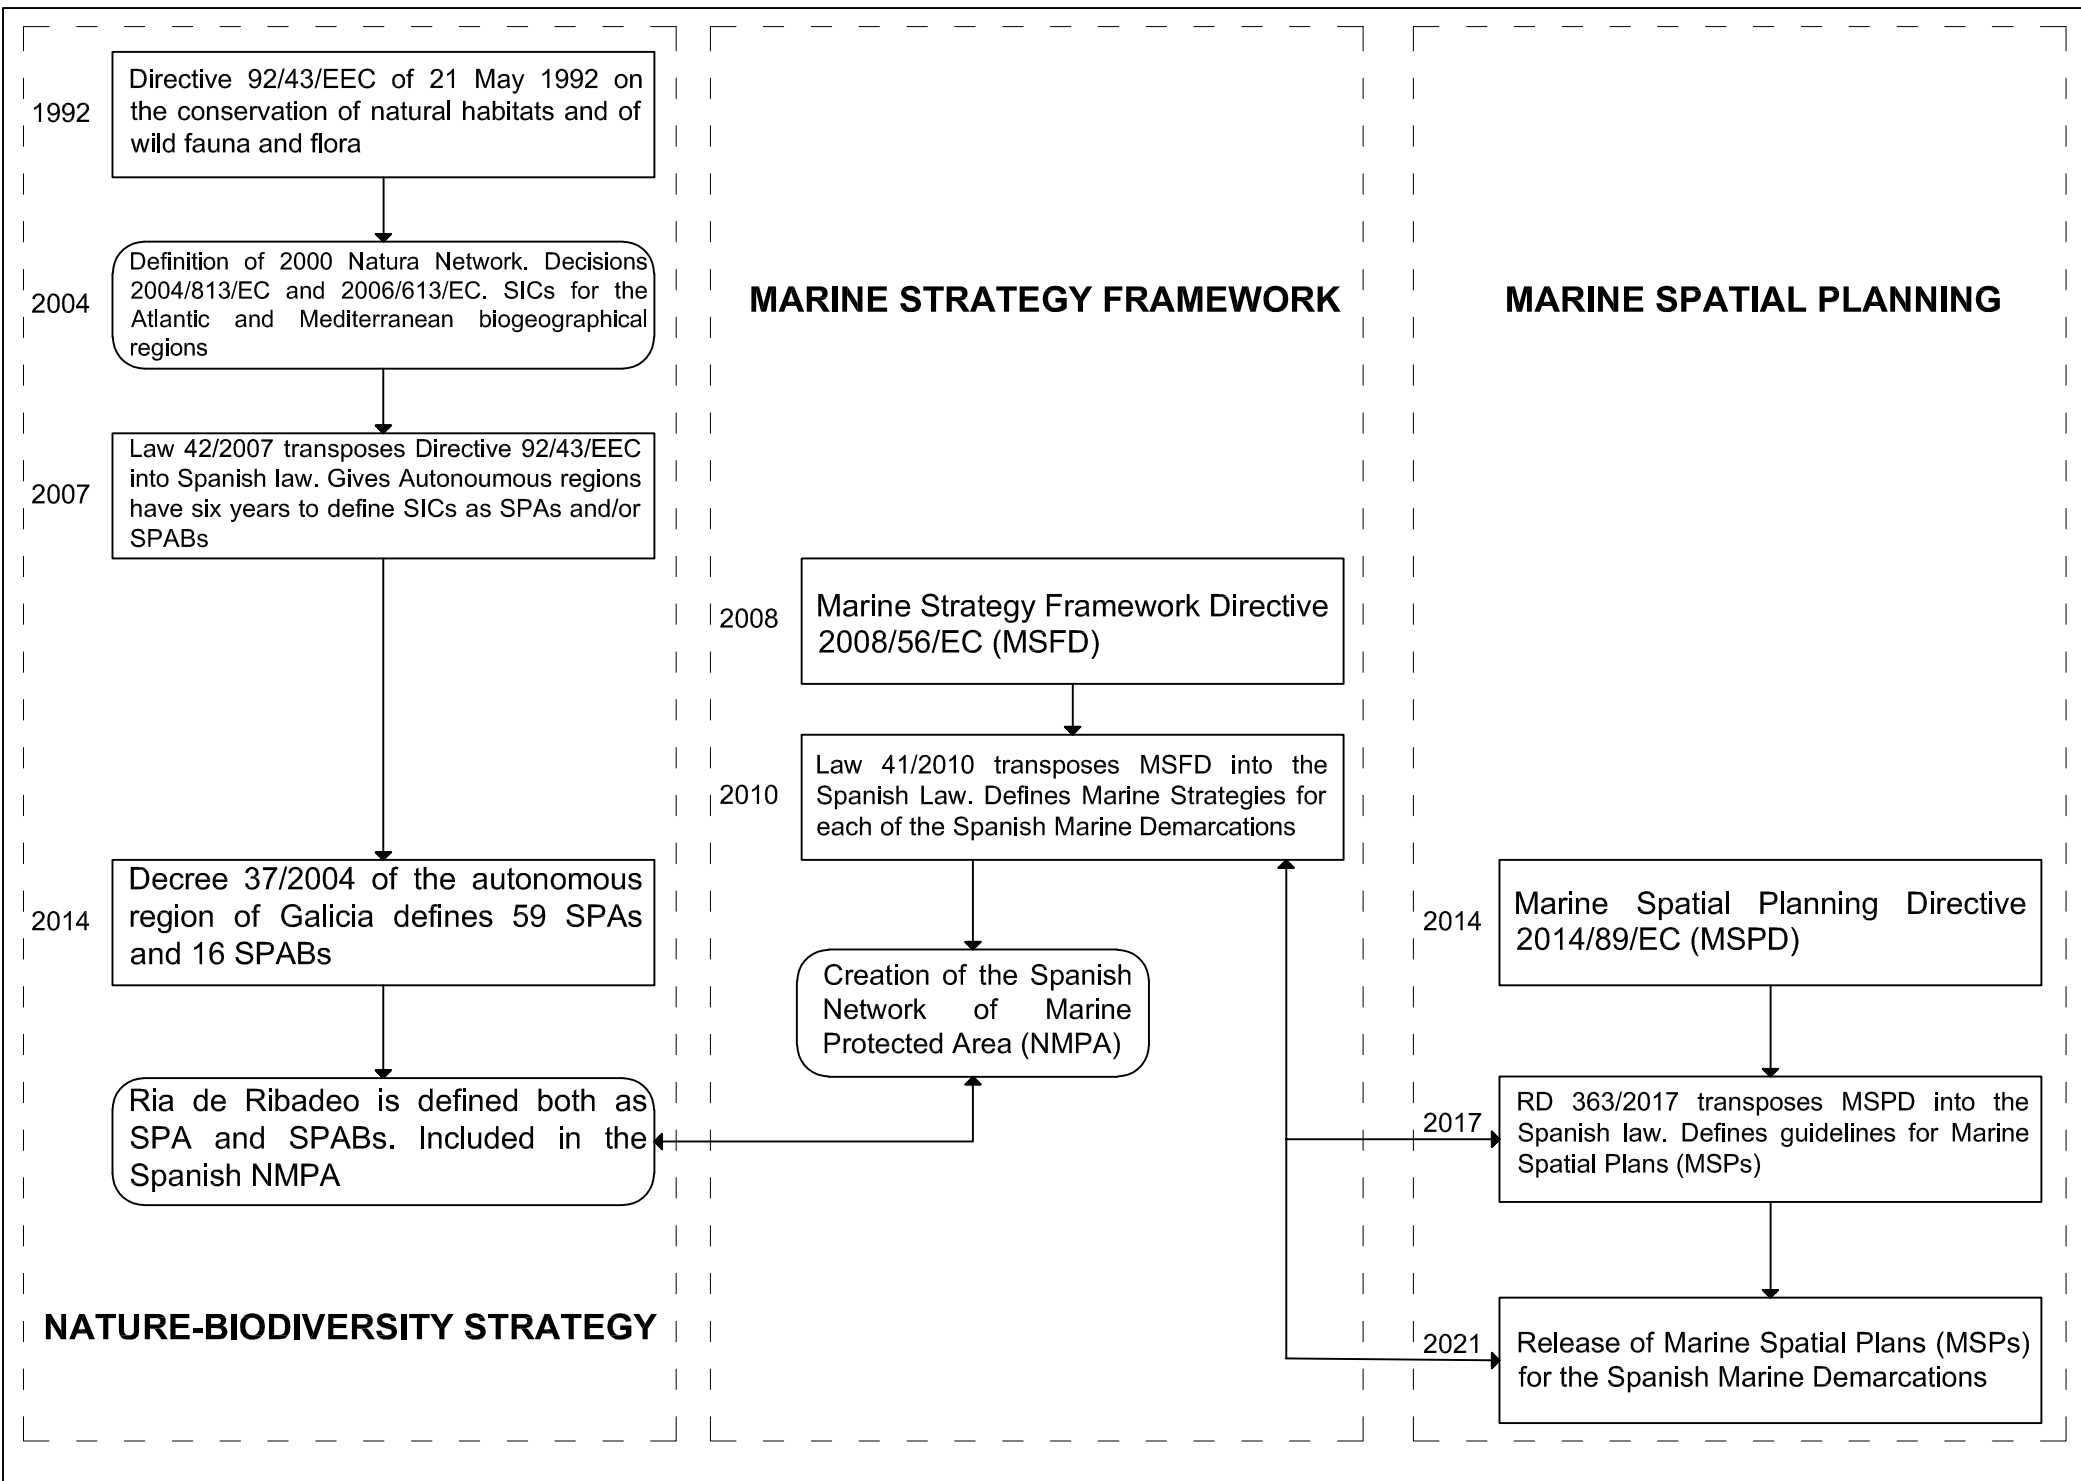 1992
Directive 92/43/EEC of 21 May 1992 on
the conservation of natural habitats and of
wild fauna and flora
2004
Definition of 2000 Natura Network. Decisions
2004/813/EC and 2006/613/EC. SICs for the
Atlantic and Mediterranean biogeographical
regions
2007
Law 42/2007 transposes Directive 92/43/EEC
into Spanish law. Gives Autonoumous regions
have six years to define SICs as SPAs and/or
SPABs
2014
Decree 37/2004 of the autonomous
region of Galicia defines 59 SPAs
and 16 SPABs
Ria de Ribadeo is defined both as
SPA and SPABs. Included in the
Spanish NMPA
NATURE-BIODIVERSITY STRATEGY
MARINE STRATEGY FRAMEWORK
2008
Marine Strategy Framework Directive
2008/56/EC (MSFD)
2010
Law 41/2010 transposes MSFD into the
Spanish Law. Defines Marine Strategies for
each of the Spanish Marine Demarcations
Creation of the Spanish
Network of Marine
Protected Area (NMPA)
MARINE SPATIAL PLANNING
2014
Marine Spatial Planning Directive
2014/89/EC (MSPD)
2017
RD 363/2017 transposes MSPD into the
Spanish law. Defines guidelines for Marine
Spatial Plans (MSPs)
2021
Release of Marine Spatial Plans (MSPs)
for the Spanish Marine Demarcations